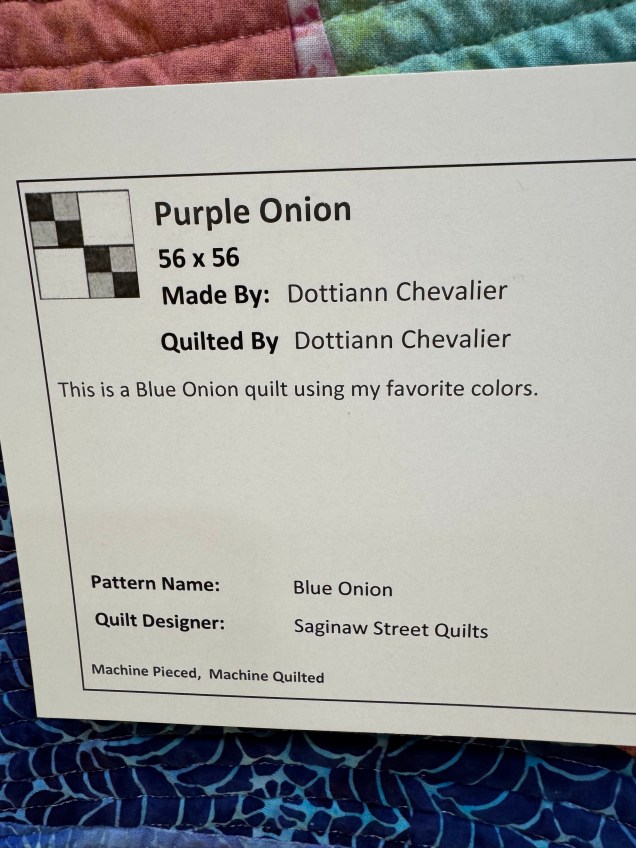 Purple Onion
56 x 56
Made By: Dottiann Chevalier
Quilted By Dottiann Chevalier
This is a Blue Onion quilt using my favorite colors.
Pattern Name: Blue Onion
Quilt Designer: Saginaw Street Quilts
Machine Pieced, Machine Quilted